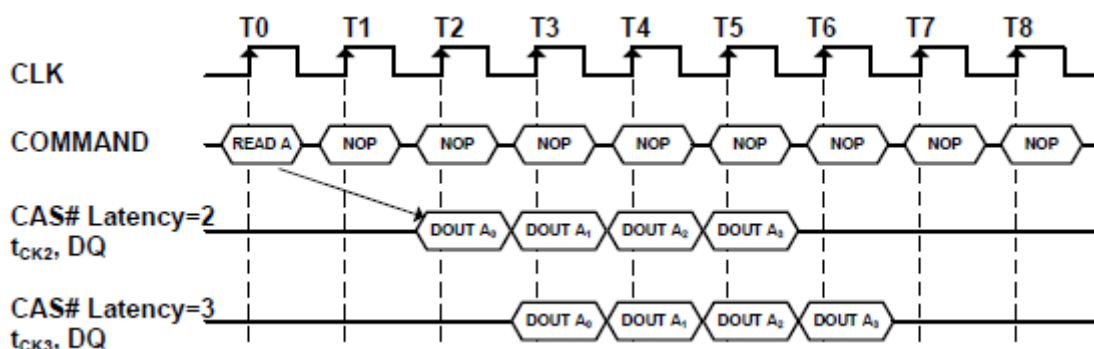 T0 T1 T2 T3 T4 T5 T6 T7 T8
CLK
COMMAND READ A NOP NOP NOP NOP NOP NOP NOP NOP
CAS# Latency=2
tCK2, DQ DOUT A0 DOUT A1 DOUT A2 DOUT A3
CAS# Latency=3
tCK3, DQ DOUT A0 DOUT A1 DOUT A2 DOUT A3